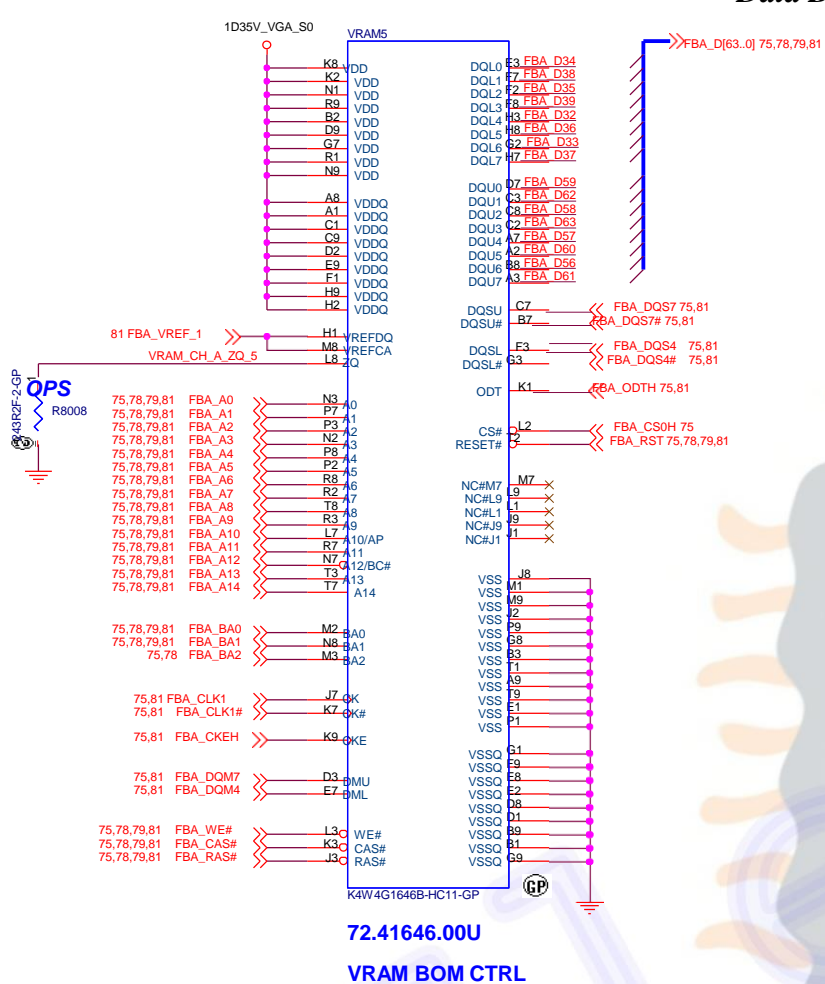 Data D
1D35V_VGA_S0
VRAM5
FBA_D[63..0] 75,78,79,81
K8 VDD
K2 VDD
N1 VDD
R9 VDD
B2 VDD
D9 VDD
G7 VDD
R1 VDD
N9 VDD
A8 VDDQ
A1 VDDQ
C1 VDDQ
C9 VDDQ
D2 VDDQ
E9 VDDQ
F1 VDDQ
H9 VDDQ
H2 VDDQ
81 FBA_VREF_1 H1 VREFDQ
M8 VREFCA
VRAM_CH_A_ZQ_5 L8 ZQ
OPS
R8008
243R2F-2-GP
1
75,78,79,81 FBA_A0 N3 A0
75,78,79,81 FBA_A1 P7 A1
75,78,79,81 FBA_A2 P3 A2
75,78,79,81 FBA_A3 N2 A3
75,78,79,81 FBA_A4 P8 A4
75,78,79,81 FBA_A5 P2 A5
75,78,79,81 FBA_A6 R8 A6
75,78,79,81 FBA_A7 R2 A7
75,78,79,81 FBA_A8 T8 A8
75,78,79,81 FBA_A9 R3 A9
75,78,79,81 FBA_A10 L7 A10/AP
75,78,79,81 FBA_A11 R7 A11
75,78,79,81 FBA_A12 N7 A12/BC#
75,78,79,81 FBA_A13 T3 A13
75,78,79,81 FBA_A14 T7 A14
75,78,79,81 FBA_BA0 M2 BA0
75,78,79,81 FBA_BA1 N8 BA1
75,78 FBA_BA2 M3 BA2
75,81 FBA_CLK1 J7 CK
75,81 FBA_CLK1# K7 CK#
75,81 FBA_CKEH K9 CKE
75,81 FBA_DQM7 D3 DMU
75,81 FBA_DQM4 E7 DML
75,78,79,81 FBA_WE# L3 WE#
75,78,79,81 FBA_CAS# K3 CAS#
75,78,79,81 FBA_RAS# J3 RAS#
DQL0 E3 FBA_D34
DQL1 F7 FBA_D38
DQL2 F2 FBA_D35
DQL3 F8 FBA_D39
DQL4 H3 FBA_D32
DQL5 H8 FBA_D36
DQL6 G2 FBA_D33
DQL7 H7 FBA_D37
DQU0 D7 FBA_D59
DQU1 C3 FBA_D62
DQU2 C8 FBA_D58
DQU3 C2 FBA_D63
DQU4 A7 FBA_D57
DQU5 A2 FBA_D60
DQU6 B8 FBA_D56
DQU7 A3 FBA_D61
DQSU C7 FBA_DQS7 75,81
DQSU# B7 FBA_DQS7# 75,81
DQSL F3 FBA_DQS4 75,81
DQSL# G3 FBA_DQS4# 75,81
ODT K1 FBA_ODTH 75,81
CS# L2 FBA_CS0H 75
RESET# T2 FBA_RST 75,78,79,81
NC#M7 M7
NC#L9 L9
NC#L1 L1
NC#J9 J9
NC#J1 J1
VSS J8
VSS M1
VSS M9
VSS J2
VSS P9
VSS G8
VSS B3
VSS T1
VSS A9
VSS T9
VSS E1
VSS P1
VSSQ G1
VSSQ F9
VSSQ E8
VSSQ E2
VSSQ D8
VSSQ D1
VSSQ B9
VSSQ B1
VSSQ G9
GP
K4W4G1646B-HC11-GP
72.41646.00U
VRAM BOM CTRL